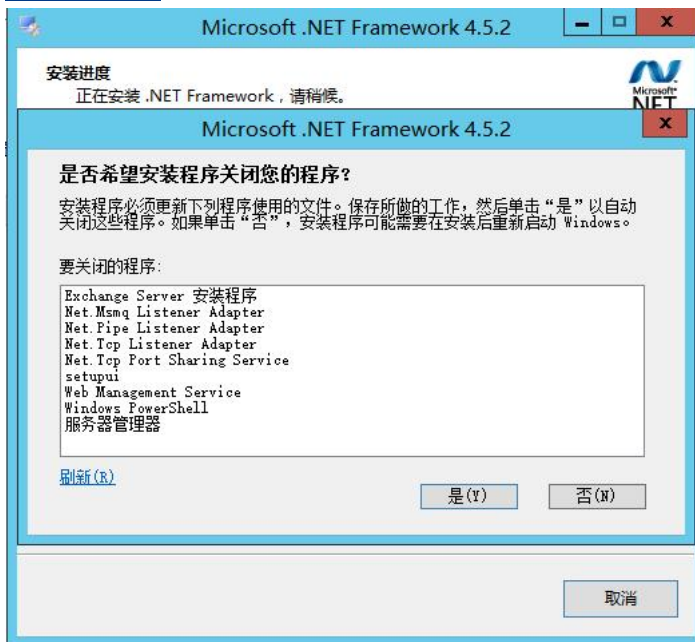 Microsoft .NET Framework 4.5.2
安装进度
正在安装 .NET Framework，请稍候。
Microsoft
.NET
Microsoft .NET Framework 4.5.2
是否希望安装程序关闭您的程序?
安装程序必须更新下列程序使用的文件。保存所做的工作，然后单击“是”以自动
关闭这些程序。如果单击“否”，安装程序可能需要在安装后重新启动 Windows。
要关闭的程序:
Exchange Server 安装程序
Net.Msmq Listener Adapter
Net.Pipe Listener Adapter
Net.Tcp Listener Adapter
Net.Tcp Port Sharing Service
setupui
Web Management Service
Windows PowerShell
服务器管理器
刷新(R)
是(Y)
否(N)
取消